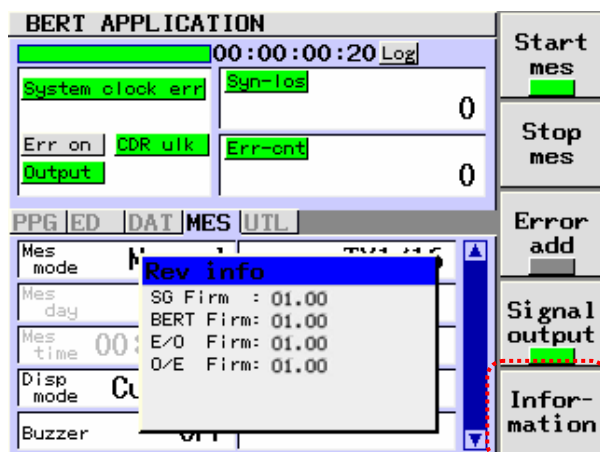 BERT APPLICATION
00:00:00:20 Log
System clock err
Syn-los
0
Err on
CDR ulk
Err-cnt
Output
0
PPG ED DAT MES UTL
Mes
mode
Mes
day
Mes
time
00:
Disp
mode
Buzzer
Rev info
SG Firm : 01.00
BERT Firm: 01.00
E/O Firm: 01.00
O/E Firm: 01.00
Start
mes
Stop
mes
Error
add
Signal
output
Infor-
mation